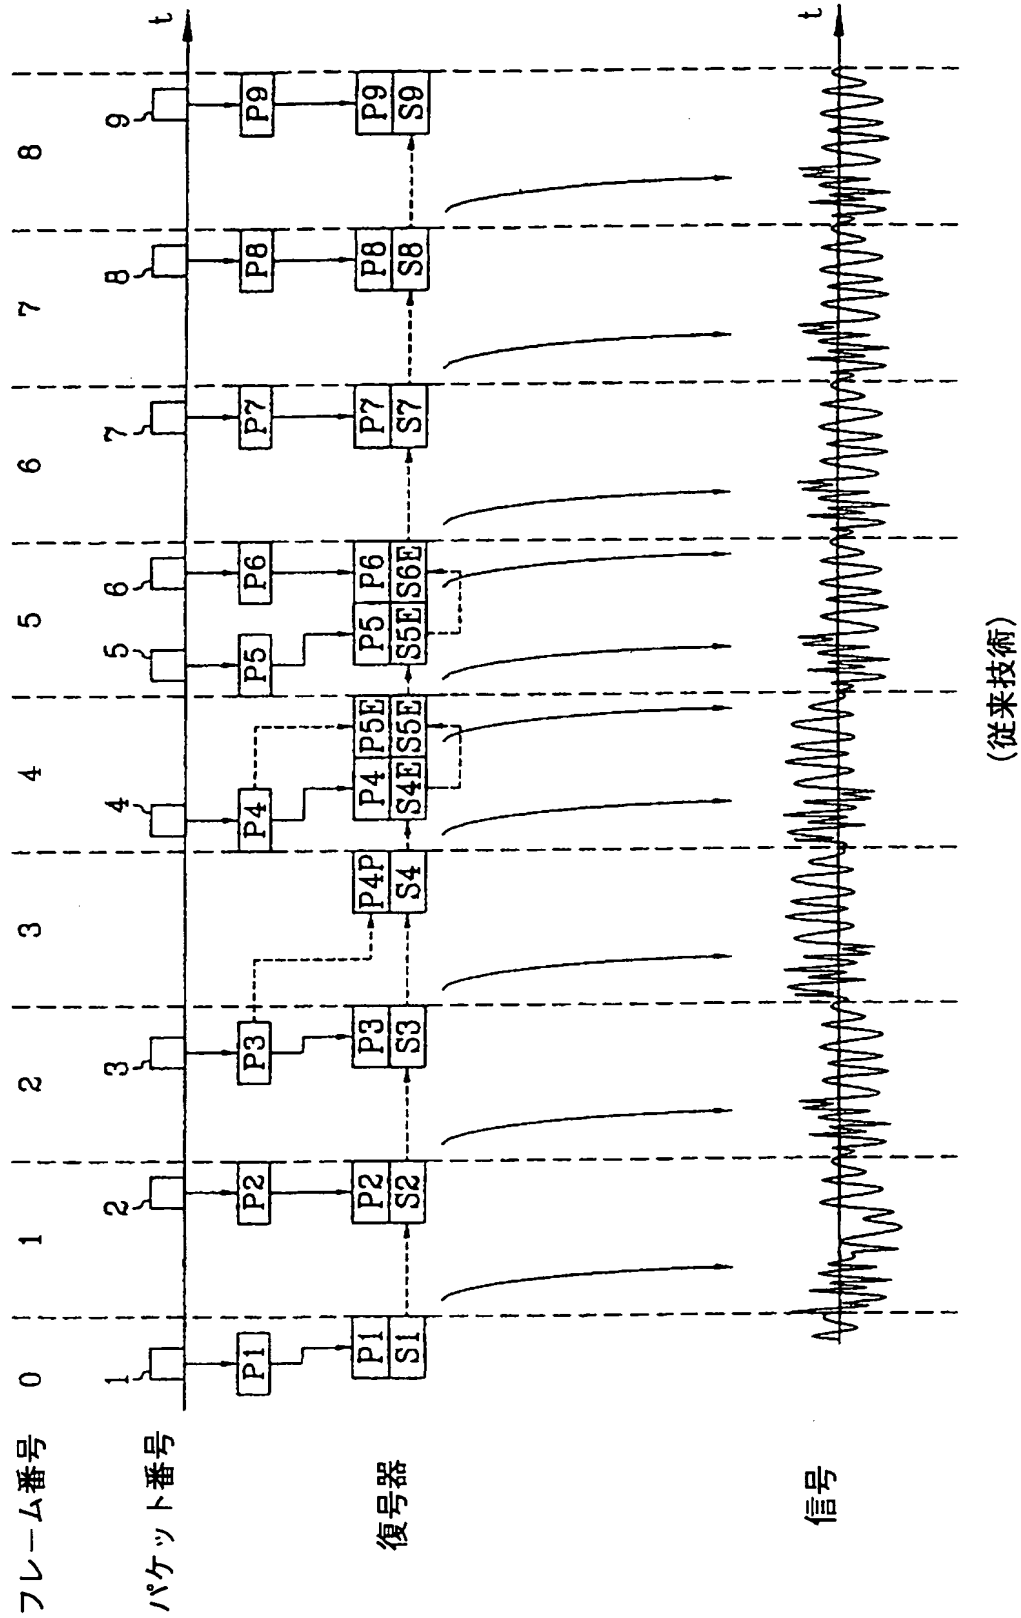 フレーム番号 0 1 2 3 4 5 6 7 8
パケット番号 1 2 3 4 5 6 7 8 9 t
P1 P2 P3 P4 P5 P6 P7 P8 P9
復号器 P1 P2 P3 P4P P4 P5E P5 P6 P7 P8 P9
S1 S2 S3 S4 S4E S5E S5E S6E S7 S8 S9
信号 t
(従来技術)